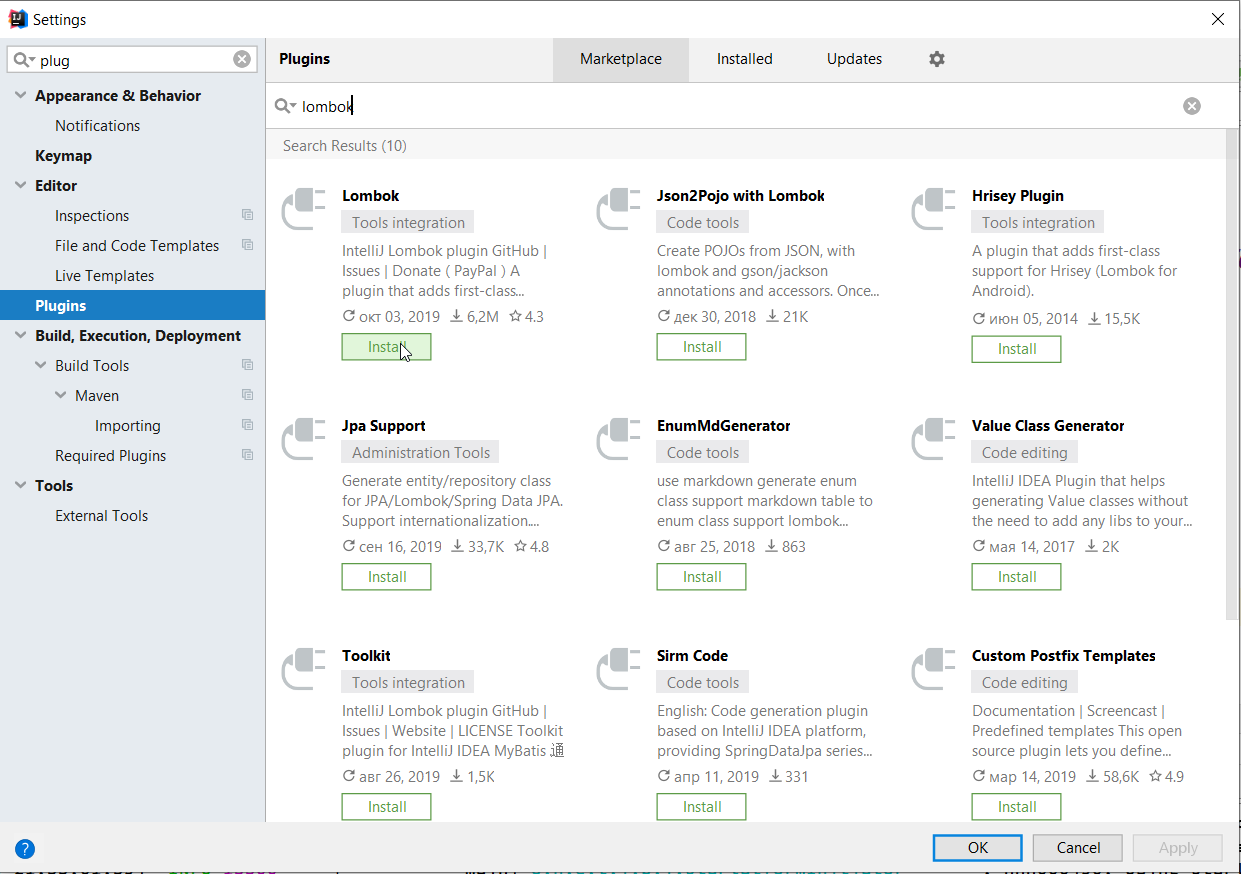 Settings
plug
Appearance & Behavior
Notifications
Keymap
Editor
Inspections
File and Code Templates
Live Templates
Plugins
Build, Execution, Deployment
Build Tools
Maven
Importing
Required Plugins
Tools
External Tools
Plugins
Marketplace
Installed
Updates
lombok
Search Results (10)
Lombok
Tools integration
IntelliJ Lombok plugin GitHub |
Issues | Donate ( PayPal ) A
plugin that adds first-class...
окт 03, 2019 6,2M 4.3
Install
Json2Pojo with Lombok
Code tools
Create POJOs from JSON, with
lombok and gson/jackson
annotations and accessors. Once...
дек 30, 2018 21K
Install
Hrisey Plugin
Tools integration
A plugin that adds first-class
support for Hrisey (Lombok for
Android).
июн 05, 2014 15,5K
Install
Jpa Support
Administration Tools
Generate entity/repository class
for JPA/Lombok/Spring Data JPA.
Support internationalization....
сен 16, 2019 33,7K 4.8
Install
EnumMdGenerator
Code tools
use markdown generate enum
class support markdown table to
enum class support lombok...
авг 25, 2018 863
Install
Value Class Generator
Code editing
IntelliJ IDEA Plugin that helps
generating Value classes without
the need to add any libs to your...
мая 14, 2017 2K
Install
Toolkit
Tools integration
IntelliJ Lombok plugin GitHub |
Issues | Website | LICENSE Toolkit
plugin for IntelliJ IDEA MyBatis 通
авг 26, 2019 1,5K
Install
Sirm Code
Code tools
English: Code generation plugin
based on IntelliJ IDEA platform,
providing SpringDataJpa series...
апр 11, 2019 331
Install
Custom Postfix Templates
Code editing
Documentation | Screencast |
Predefined templates This open
source plugin lets you define...
мар 14, 2019 58,6K 4.9
Install
?
OK
Cancel
Apply